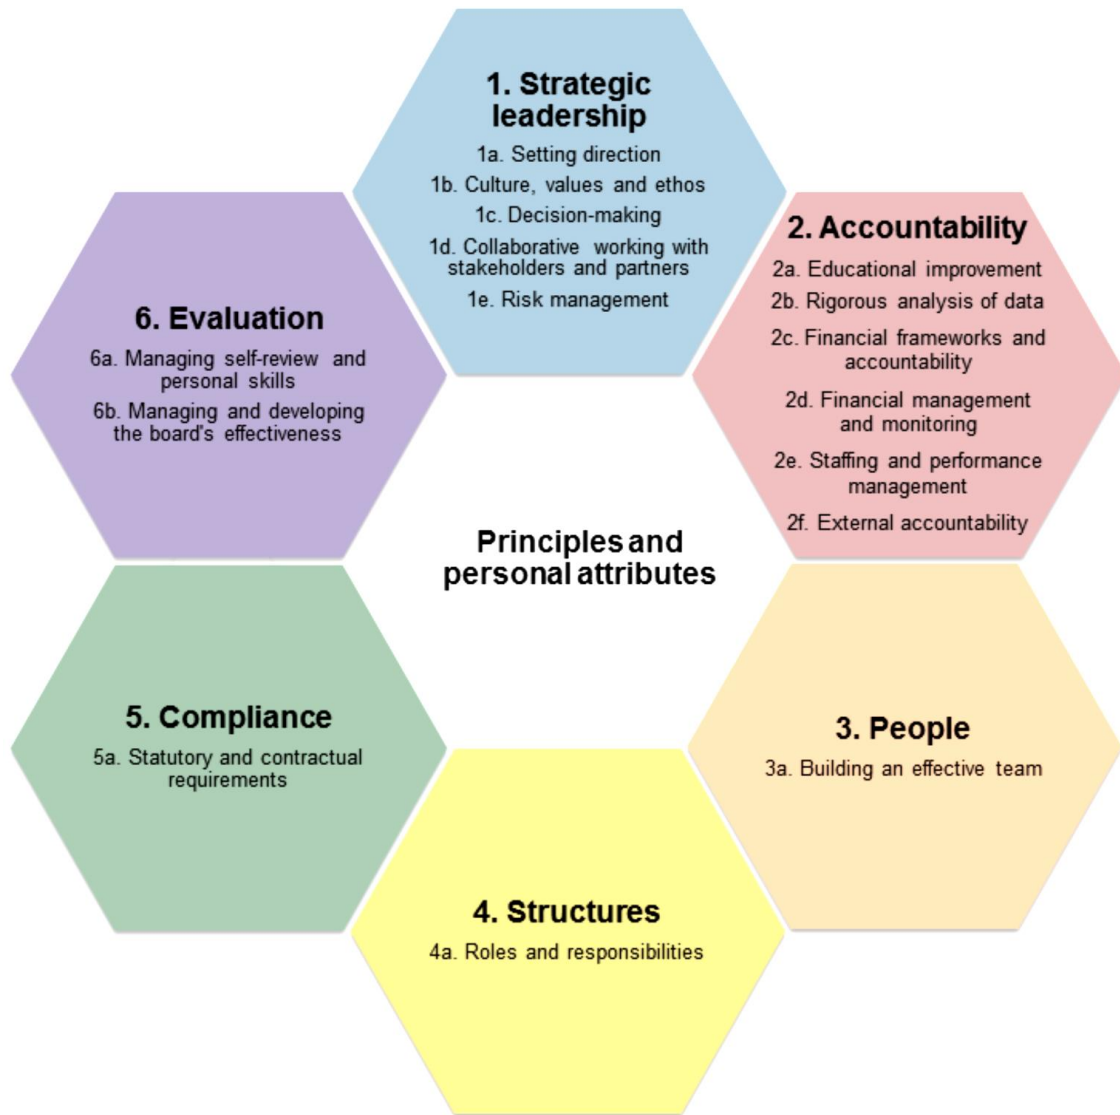 1. Strategic
leadership
1a. Setting direction
1b. Culture, values and ethos
1c. Decision-making
1d. Collaborative working with
stakeholders and partners
1e. Risk management
2. Accountability
2a. Educational improvement
2b. Rigorous analysis of data
2c. Financial frameworks and
accountability
2d. Financial management
and monitoring
2e. Staffing and performance
management
2f. External accountability
3. People
3a. Building an effective team
4. Structures
4a. Roles and responsibilities
5. Compliance
5a. Statutory and contractual
requirements
6. Evaluation
6a. Managing self-review and
personal skills
6b. Managing and developing
the board's effectiveness
Principles and
personal attributes